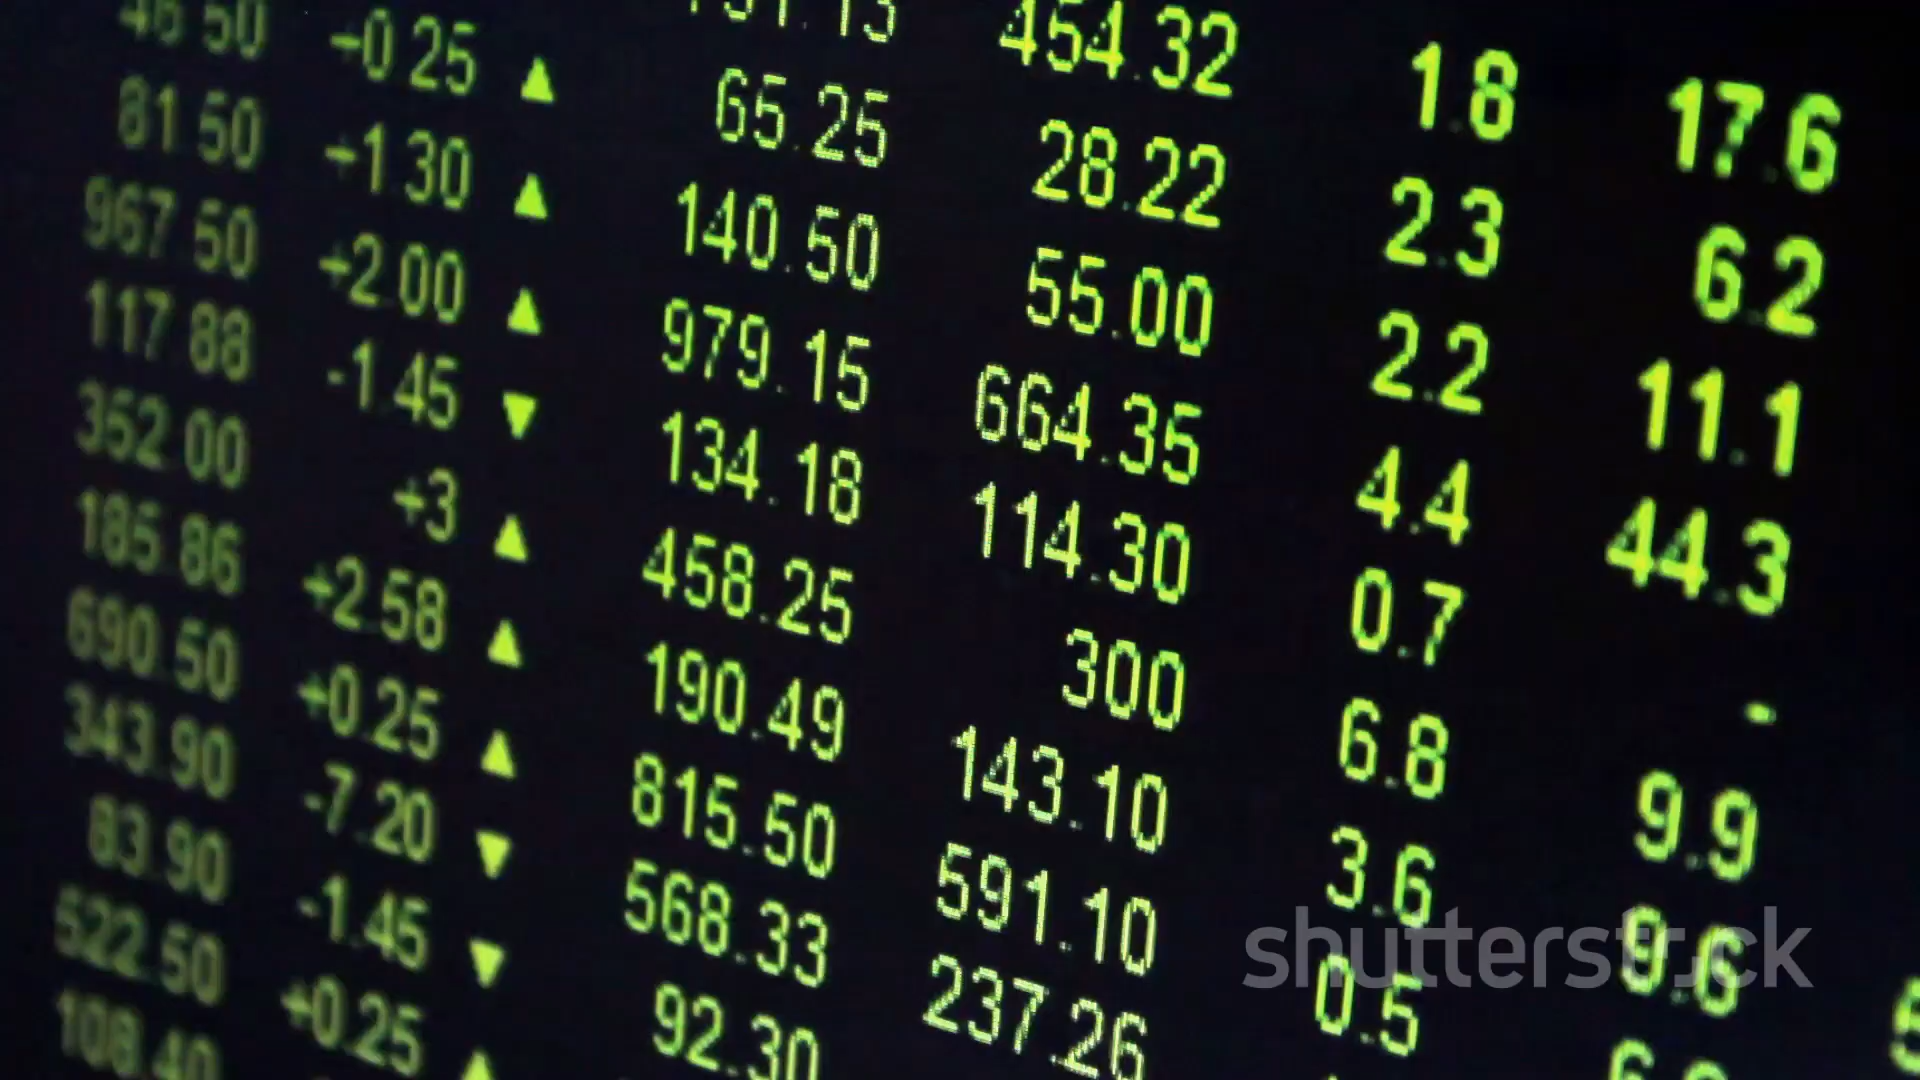 46 50 +0 25 ▲ 454.32 1.8 17.6
81 50 +1 30 ▲ 65.25 28.22 2.3 6.2
967 50 +2 00 ▲ 140.50 55.00 2.2 11.1
117 88 -1.45 ▼ 979.15 664.35 4.4 44.3
352 00 +3 ▲ 134.18 114.30 0.7 -
185 86 +2.58 ▲ 458.25 300 6.8 9.9
690.50 +0.25 ▲ 190.49 143.10 3.6 9.6
343.90 -7.20 ▼ 815.50 591.10 0.5
83.90 -1.45 ▼ 568.33 237.26
522.50 +0.25 ▲ 92.30
108.40
shutterstock